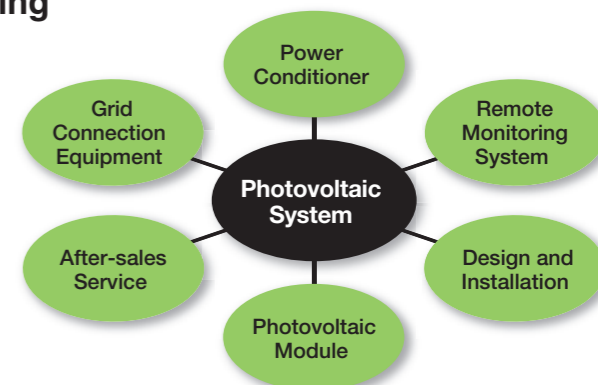 ing
Power
Conditioner
Grid
Connection
Equipment
Remote
Monitoring
System
Photovoltaic
System
After-sales
Service
Design and
Installation
Photovoltaic
Module